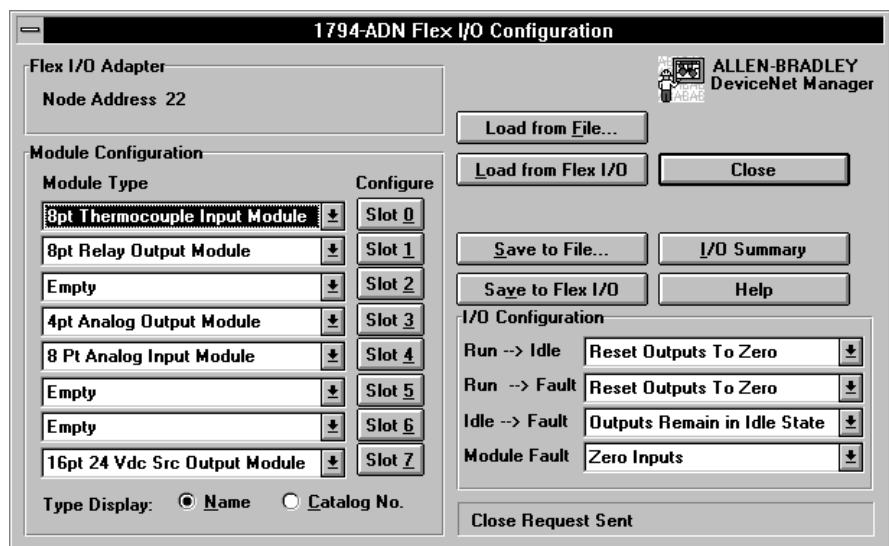 1794-ADN Flex I/O Configuration
Flex I/O Adapter
Node Address 22
ALLEN-BRADLEY
DeviceNet Manager
Load from File...
Load from Flex I/O
Close
Module Configuration
Module Type
Configure
8pt Thermocouple Input Module
Slot 0
8pt Relay Output Module
Slot 1
Empty
Slot 2
4pt Analog Output Module
Slot 3
8 Pt Analog Input Module
Slot 4
Empty
Slot 5
Empty
Slot 6
16pt 24 Vdc Src Output Module
Slot 7
Type Display:
Name
Catalog No.
Save to File...
I/O Summary
Save to Flex I/O
Help
I/O Configuration
Run --> Idle
Reset Outputs To Zero
Run --> Fault
Reset Outputs To Zero
Idle --> Fault
Outputs Remain in Idle State
Module Fault
Zero Inputs
Close Request Sent